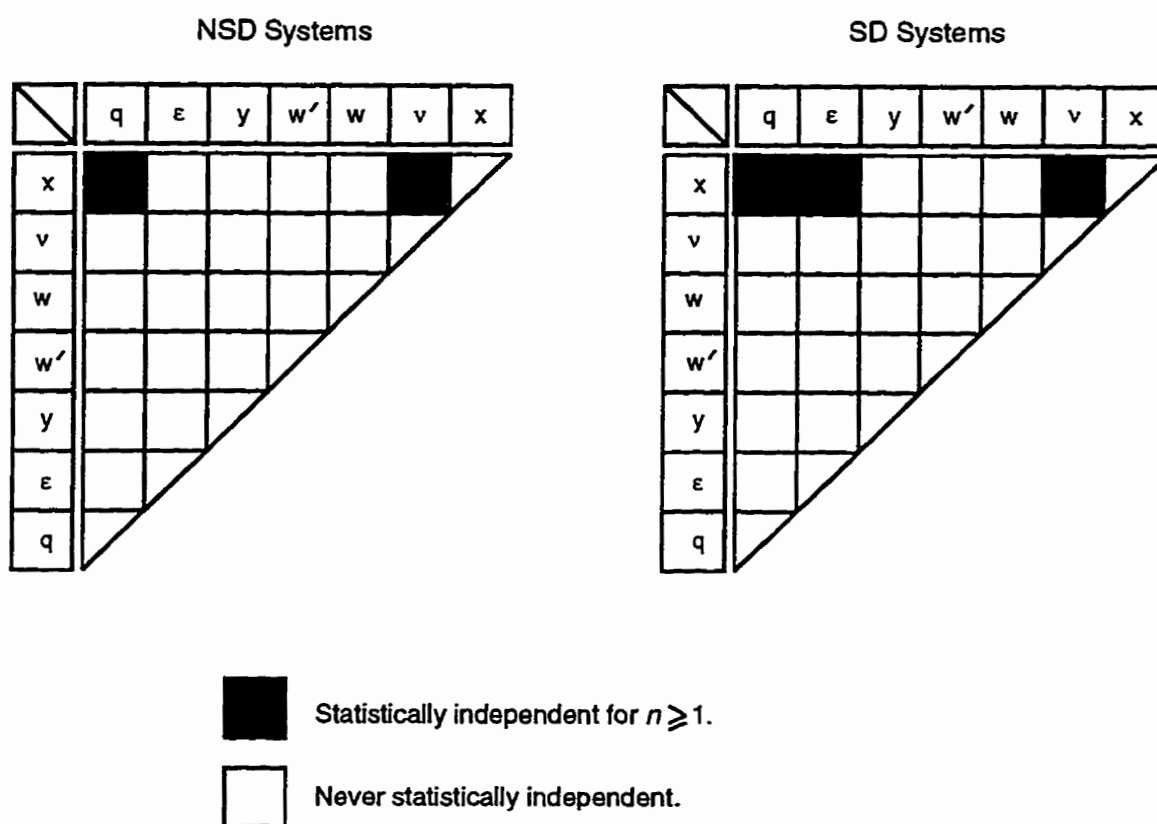 NSD Systems
SD Systems
q ε y w′ w ν x
q ε y w′ w ν x
x
ν
w
w′
y
ε
q
x
ν
w
w′
y
ε
q
Statistically independent for n ⩾ 1.
Never statistically independent.